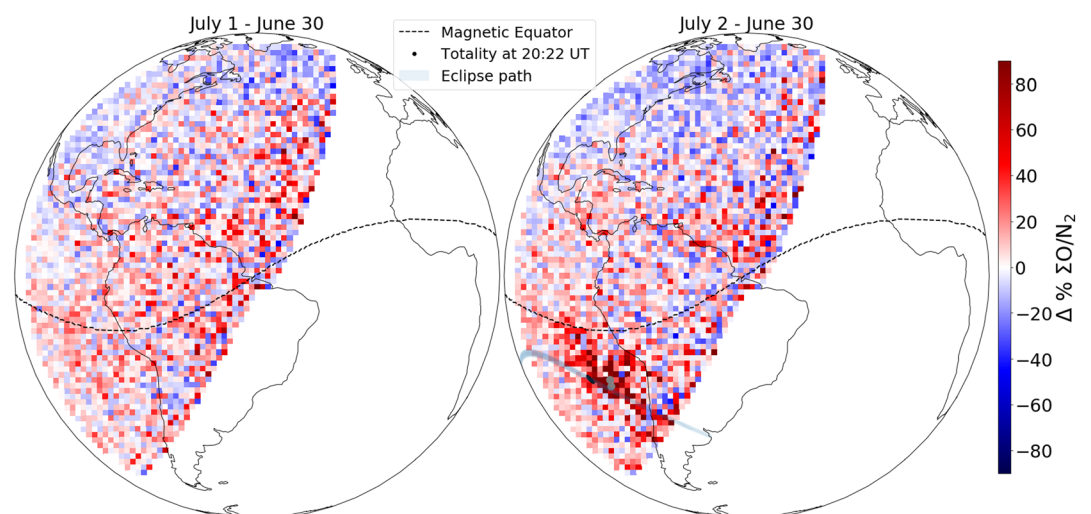 July 1 - June 30
July 2 - June 30
Magnetic Equator
Totality at 20:22 UT
Eclipse path
80
60
40
20
0
−20
−40
−60
−80
Δ % ΣO/N₂